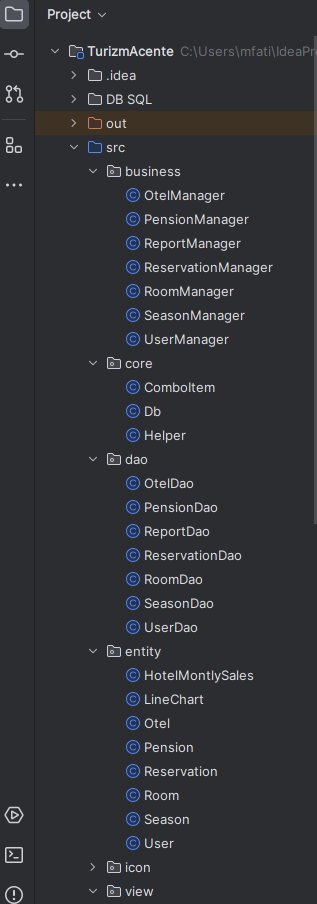 Project
TurizmAcente C:\Users\mfati\IdeaPro
.idea
DB SQL
out
src
business
OtelManager
PensionManager
ReportManager
ReservationManager
RoomManager
SeasonManager
UserManager
core
ComboItem
Db
Helper
dao
OtelDao
PensionDao
ReportDao
ReservationDao
RoomDao
SeasonDao
UserDao
entity
HotelMontlySales
LineChart
Otel
Pension
Reservation
Room
Season
User
icon
view